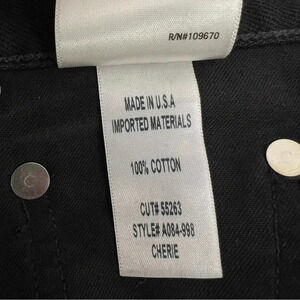 R/N#109670
MADE IN U.S.A
IMPORTED MATERIALS
100% COTTON
CUT# 55263
STYLE# A084-998
CHERIE